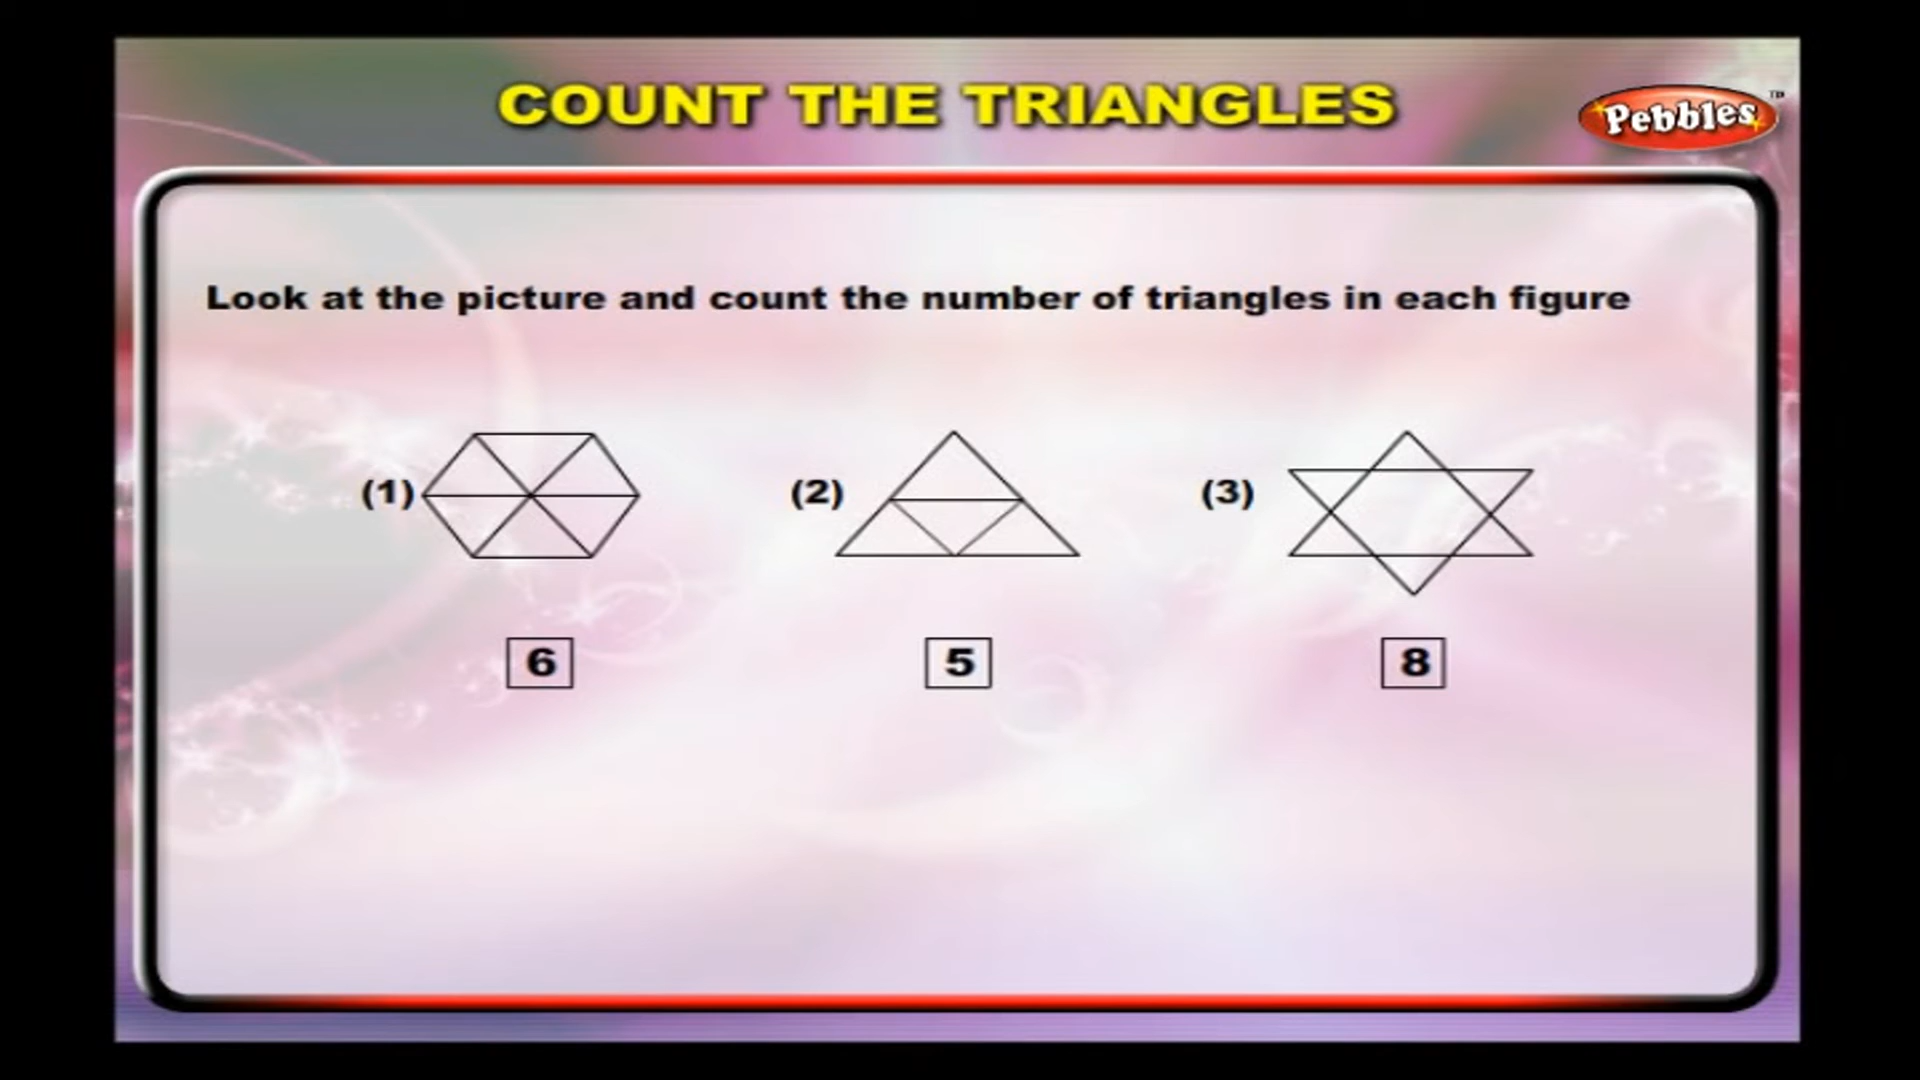 COUNT THE TRIANGLES
Pebbles TM
Look at the picture and count the number of triangles in each figure
(1) (2) (3)
6 5 8